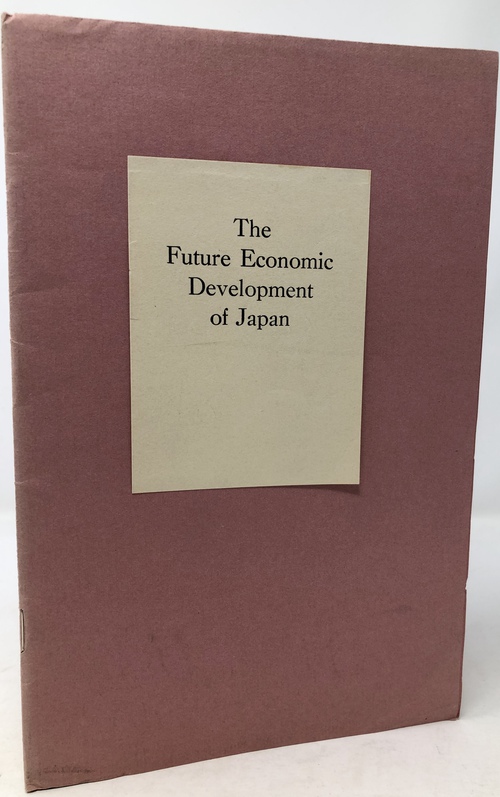 The
Future Economic
Development
of Japan